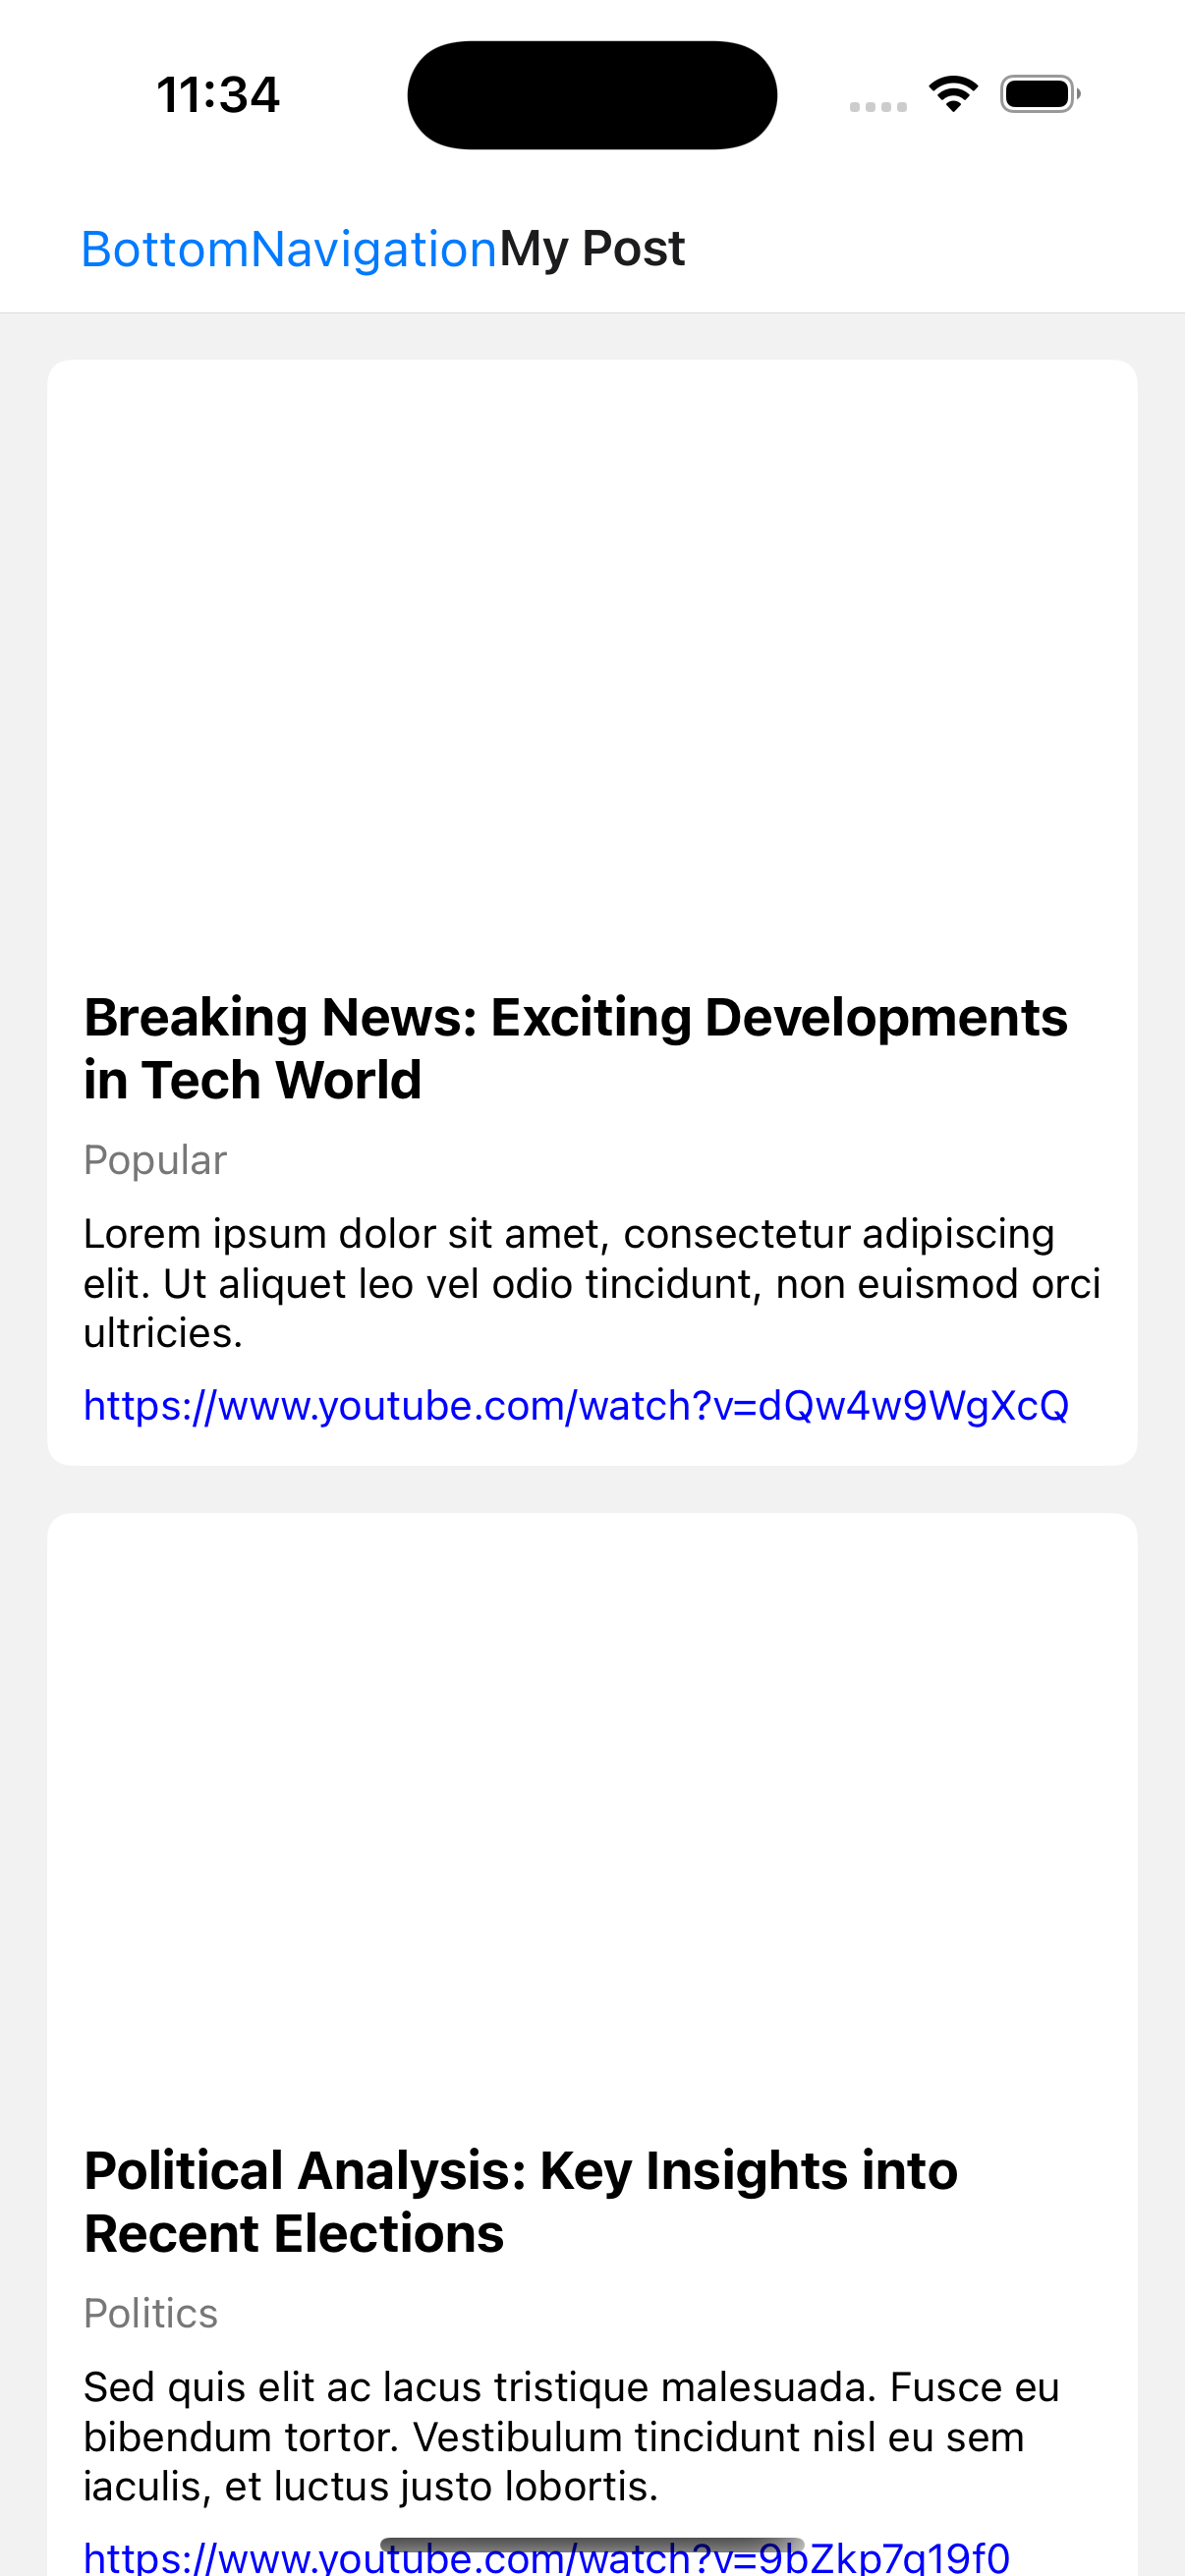 11:34
BottomNavigation My Post
Breaking News: Exciting Developments
in Tech World
Popular
Lorem ipsum dolor sit amet, consectetur adipiscing
elit. Ut aliquet leo vel odio tincidunt, non euismod orci
ultricies.
https://www.youtube.com/watch?v=dQw4w9WgXcQ
Political Analysis: Key Insights into
Recent Elections
Politics
Sed quis elit ac lacus tristique malesuada. Fusce eu
bibendum tortor. Vestibulum tincidunt nisl eu sem
iaculis, et luctus justo lobortis.
https://www.youtube.com/watch?v=9bZkp7q19f0